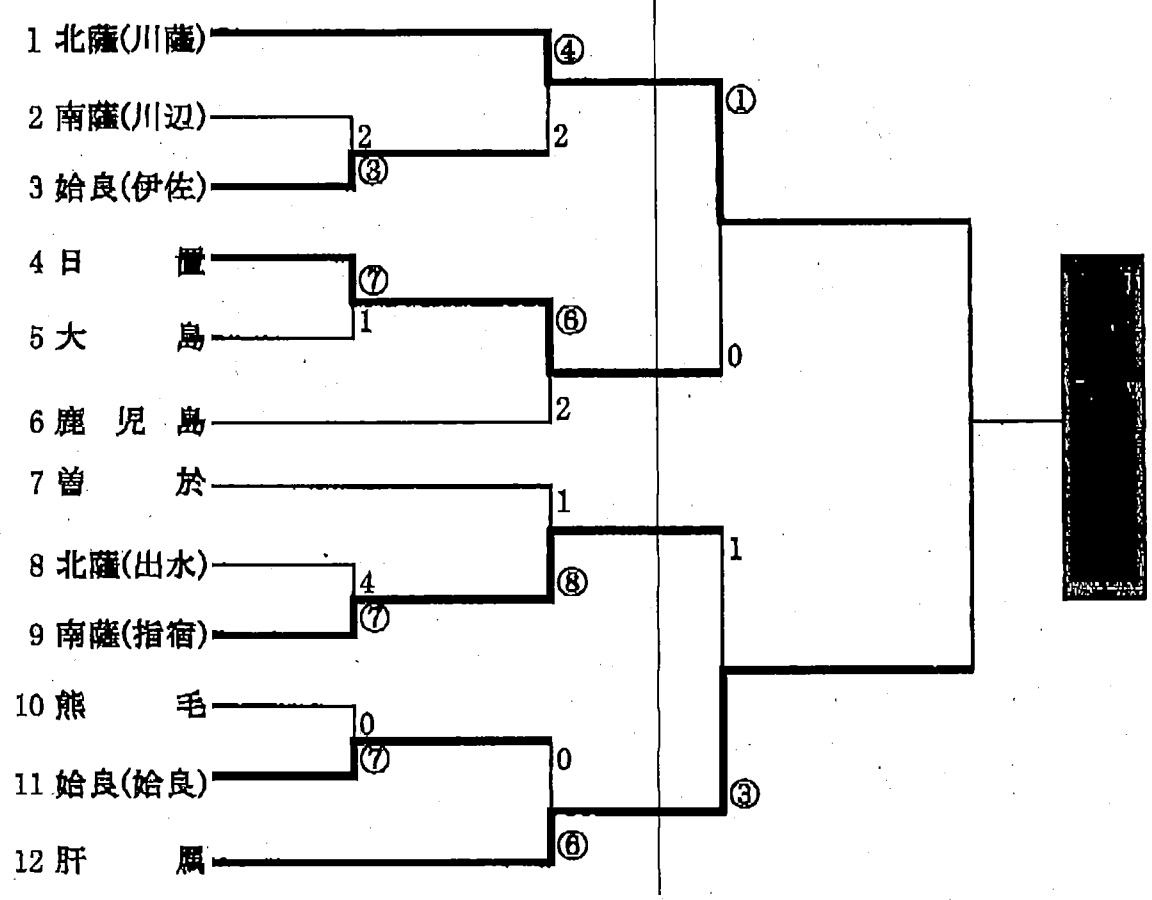 1 北薩(川薩)
④
①
2 南薩(川辺)
2
2
③
3 姶良(伊佐)
4 日 置
⑦
1
⑥
5 大 島
0
6 鹿 児 島
2
7 曽 於
1
1
8 北薩(出水)
4
⑧
⑦
9 南薩(指宿)
10 熊 毛
0
⑦
0
11 姶良(姶良)
③
⑥
12 肝 属